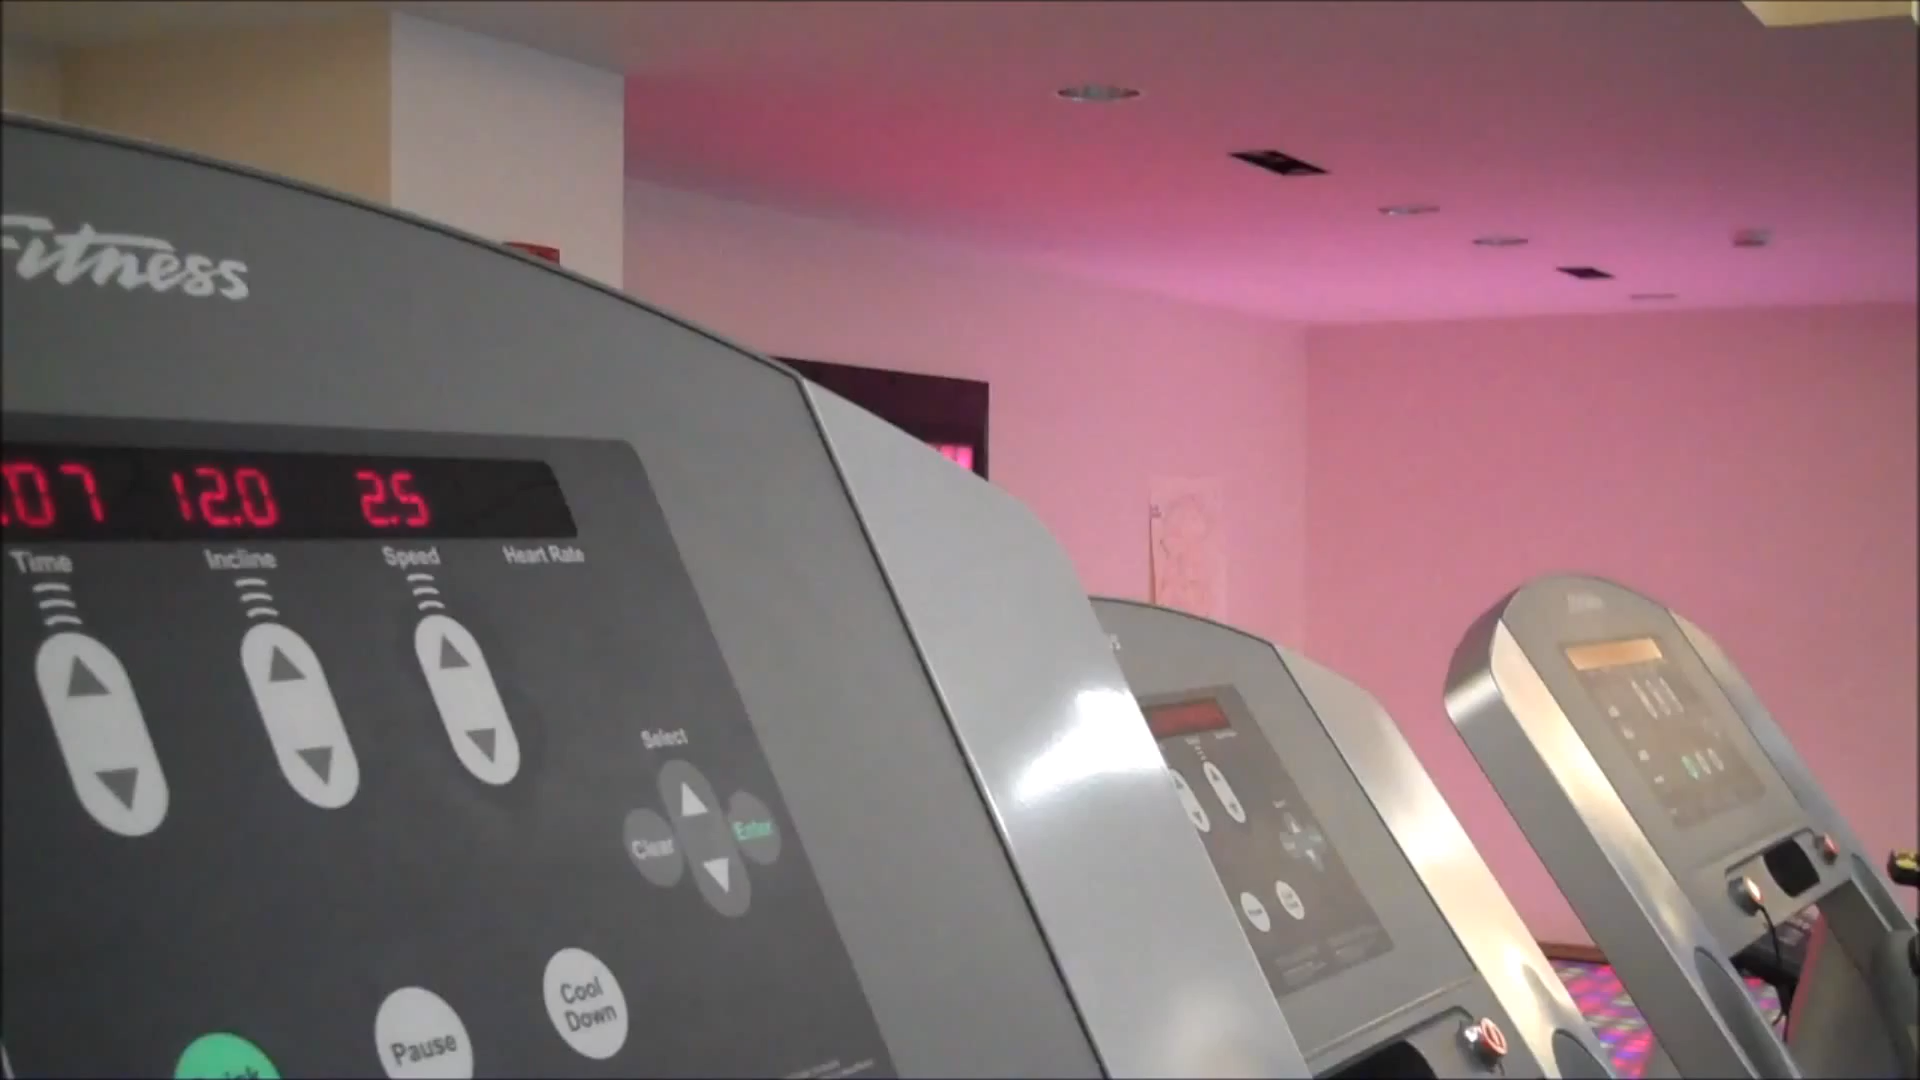 Fitness
:07 12.0 2.5
Time Incline Speed Heart Rate
Select
Clear Enter
Cool
Down
Pause